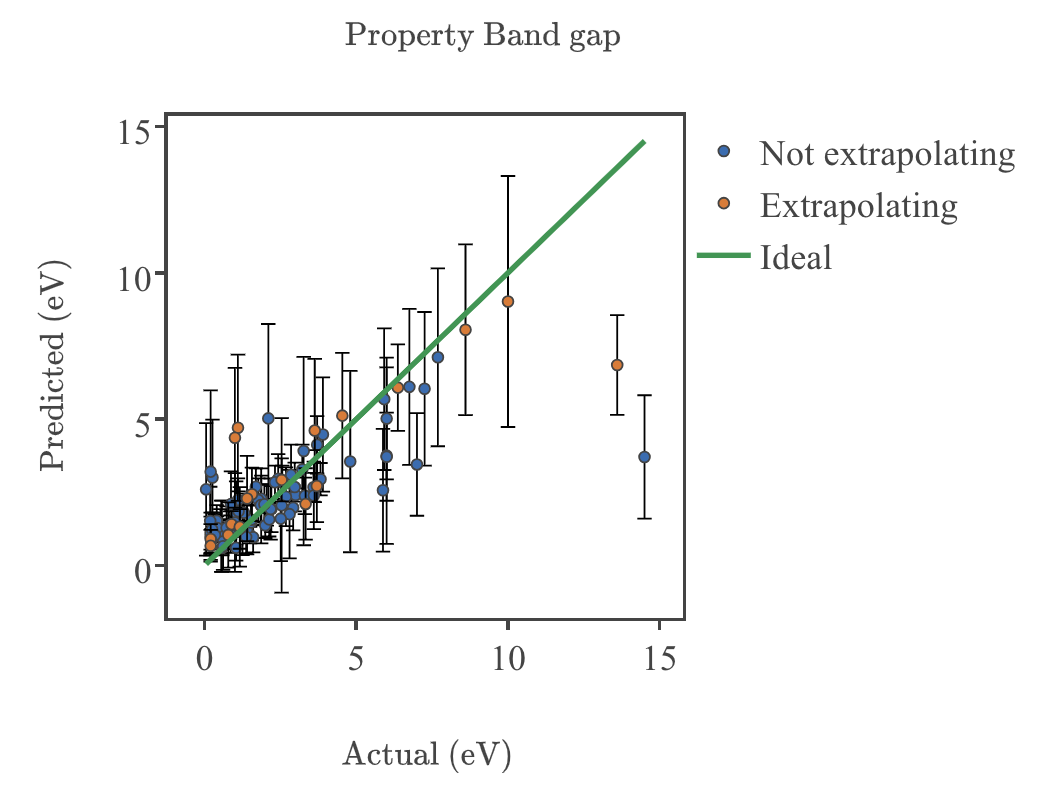 Property Band gap
15
10
5
0
Predicted (eV)
0 5 10 15
Actual (eV)
Not extrapolating
Extrapolating
Ideal